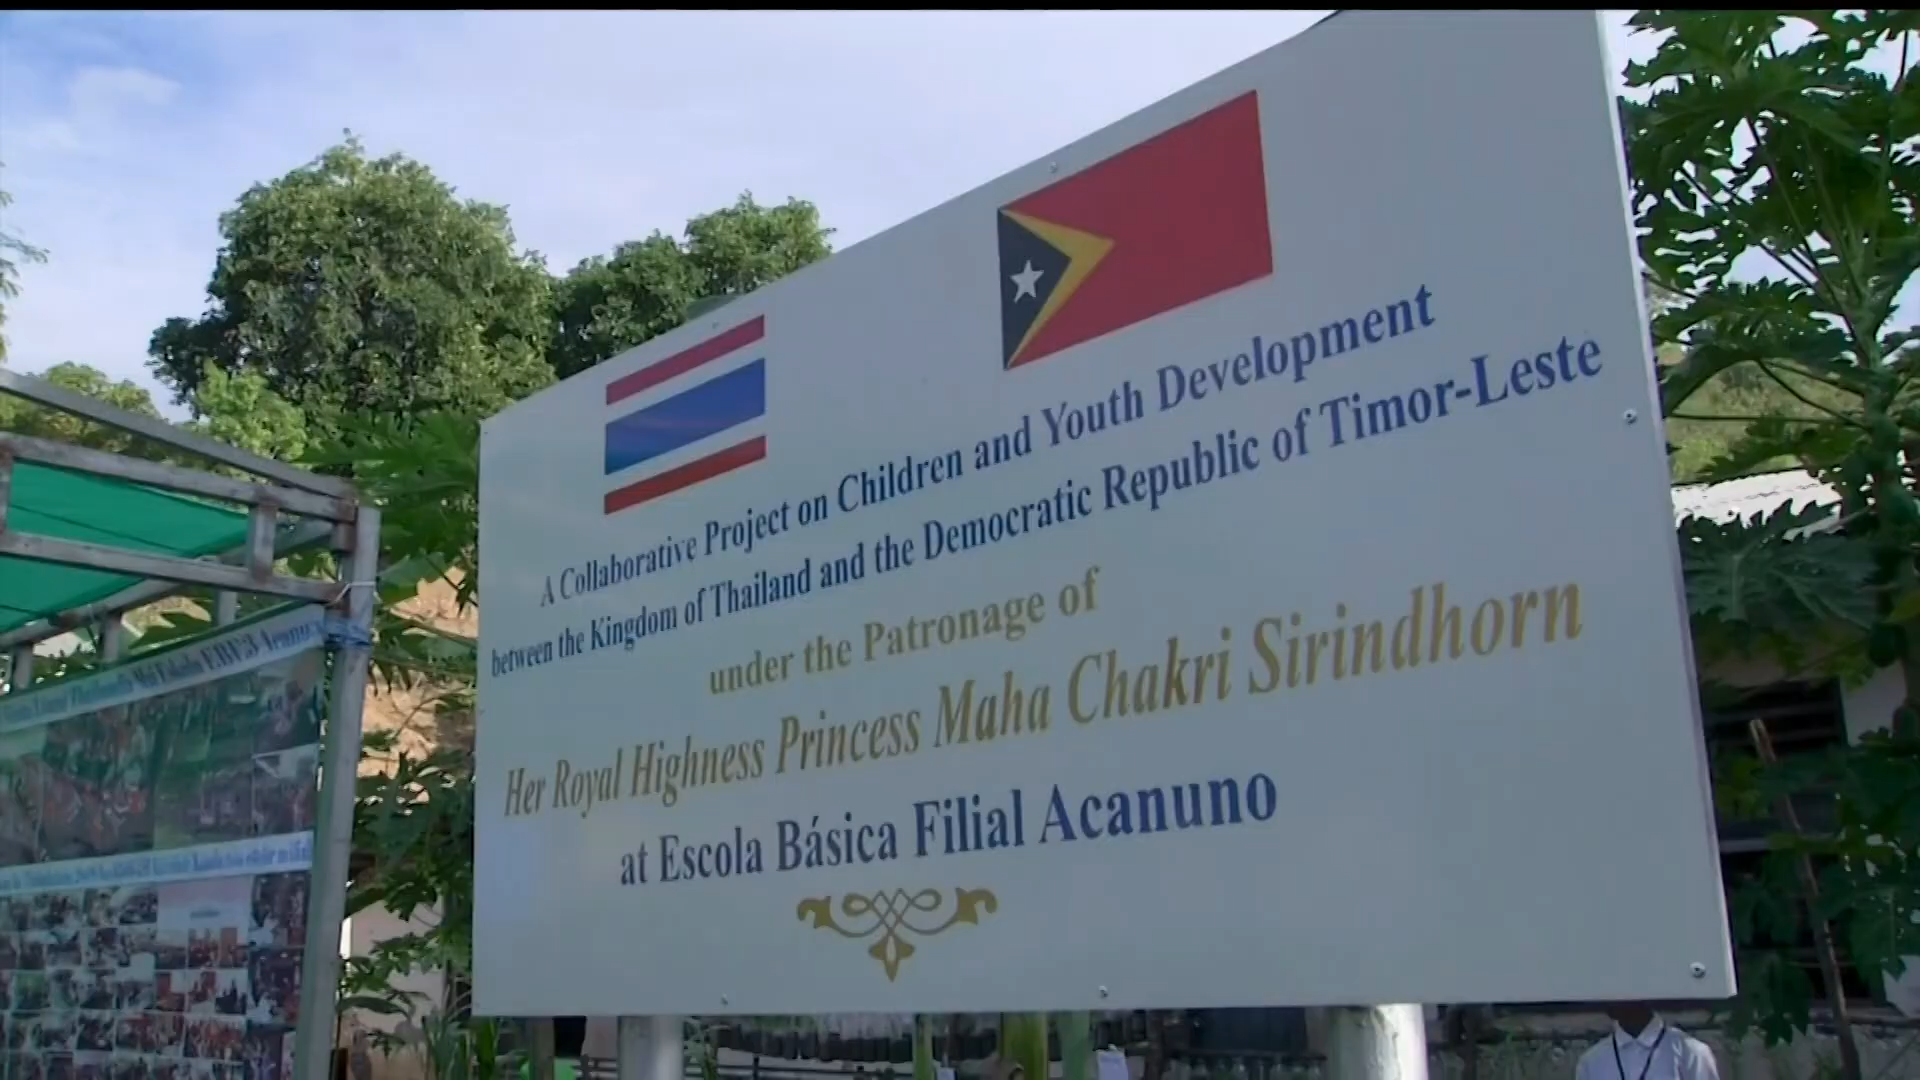 A Collaborative Project on Children and Youth Development
between the Kingdom of Thailand and the Democratic Republic of Timor-Leste
under the Patronage of
Her Royal Highness Princess Maha Chakri Sirindhorn
at Escola Básica Filial Acanuno